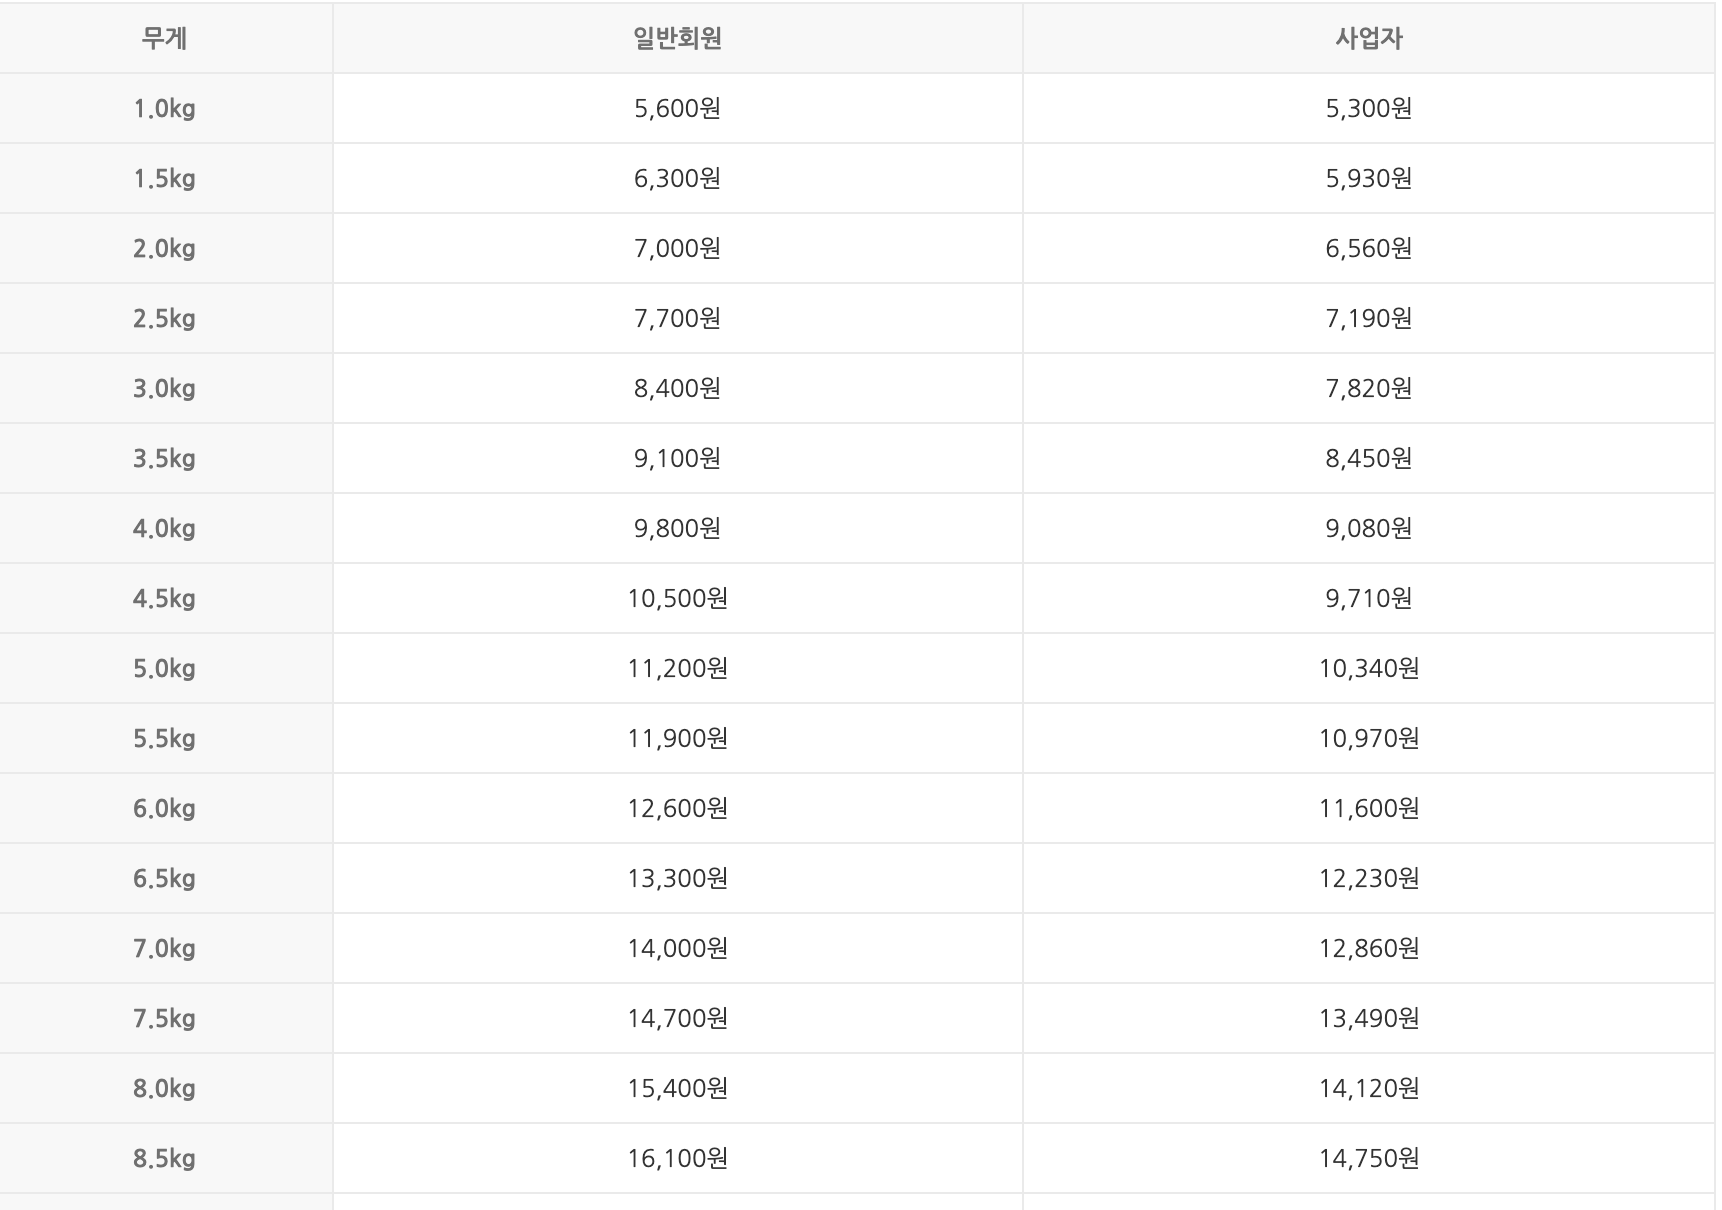 무게 일반회원 사업자
1.0kg 5,600원 5,300원
1.5kg 6,300원 5,930원
2.0kg 7,000원 6,560원
2.5kg 7,700원 7,190원
3.0kg 8,400원 7,820원
3.5kg 9,100원 8,450원
4.0kg 9,800원 9,080원
4.5kg 10,500원 9,710원
5.0kg 11,200원 10,340원
5.5kg 11,900원 10,970원
6.0kg 12,600원 11,600원
6.5kg 13,300원 12,230원
7.0kg 14,000원 12,860원
7.5kg 14,700원 13,490원
8.0kg 15,400원 14,120원
8.5kg 16,100원 14,750원